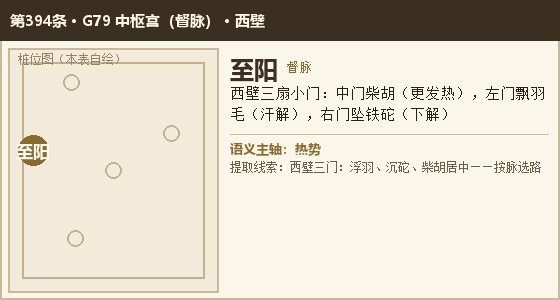 第394条·G79 中枢宫（督脉）·西壁
桩位图（本表自绘）
至阳
至阳 督脉
西壁三扇小门：中门柴胡（更发热），左门飘羽
毛（汗解），右门坠铁砣（下解）
语义主轴：热势
提取线索：西壁三门：浮羽、沉砣、柴胡居中——按脉选路